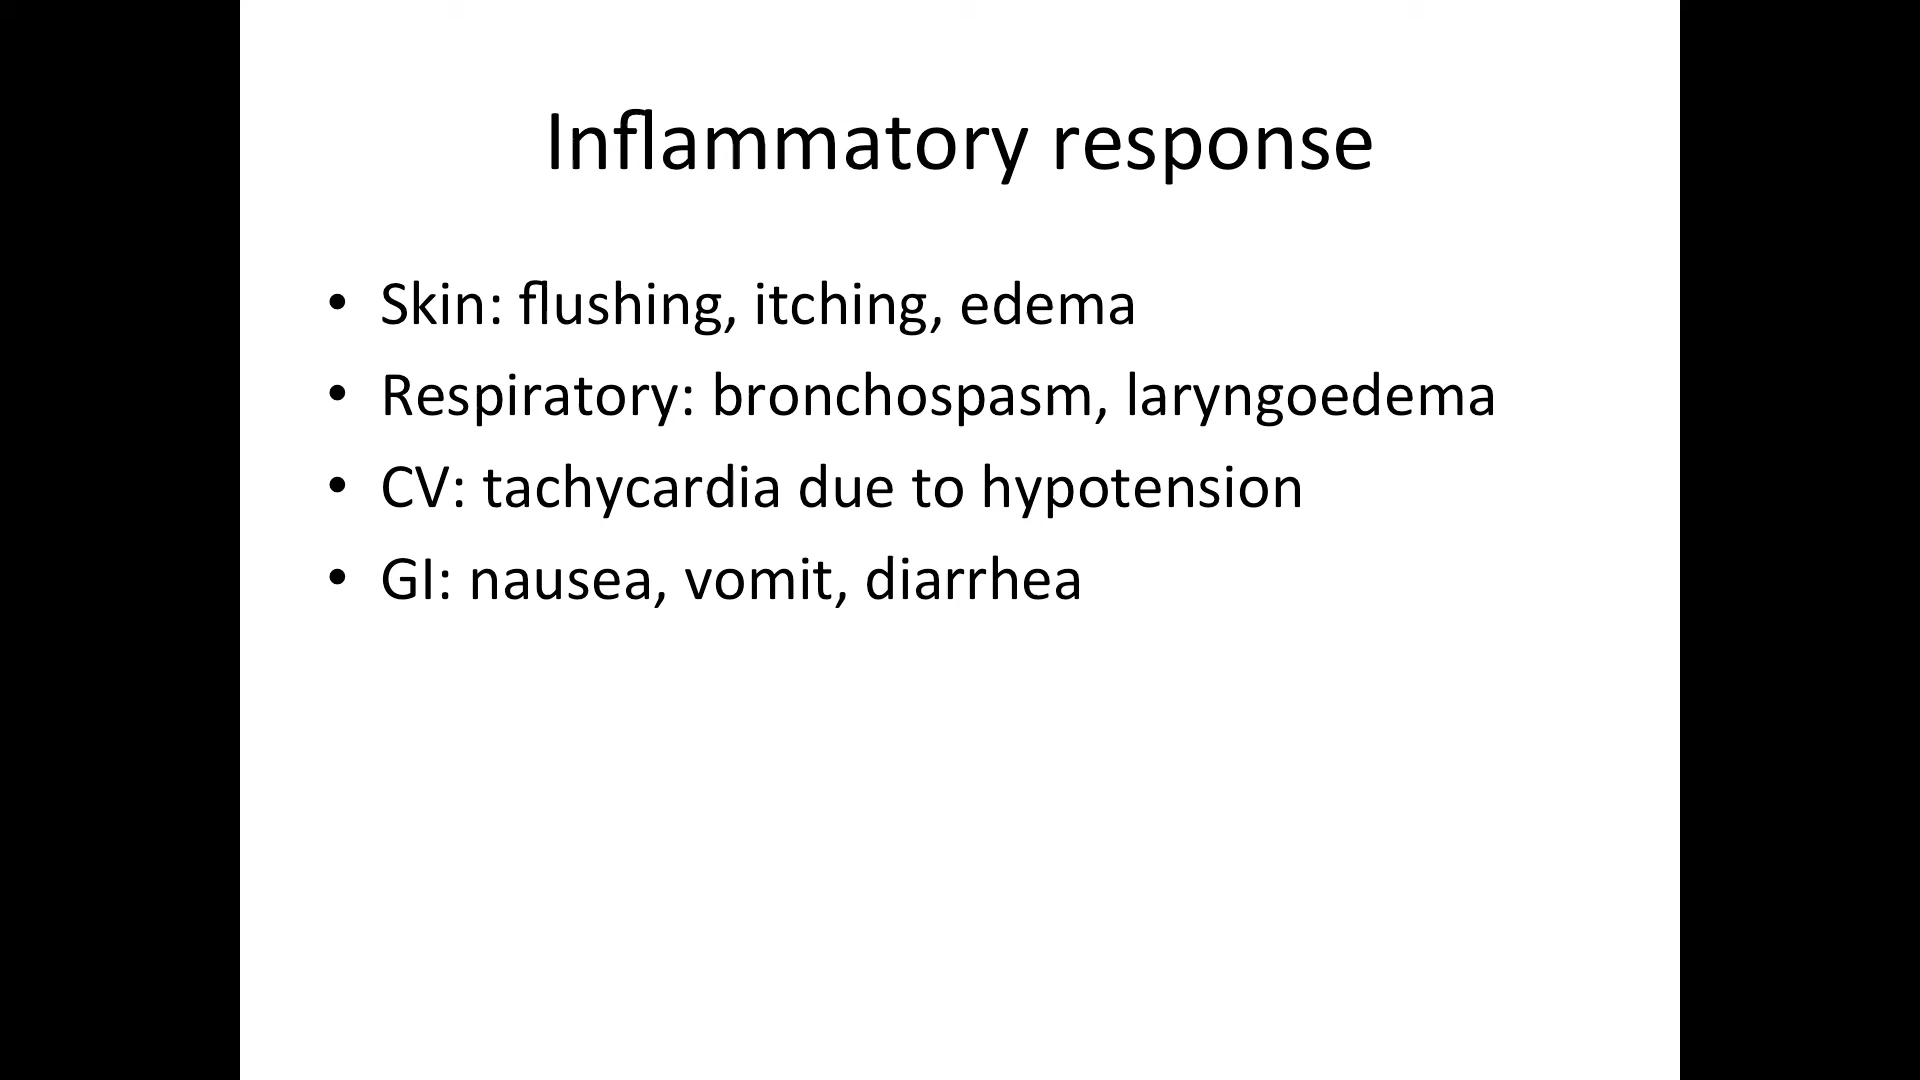 Inflammatory response
• Skin: flushing, itching, edema
• Respiratory: bronchospasm, laryngoedema
• CV: tachycardia due to hypotension
• GI: nausea, vomit, diarrhea